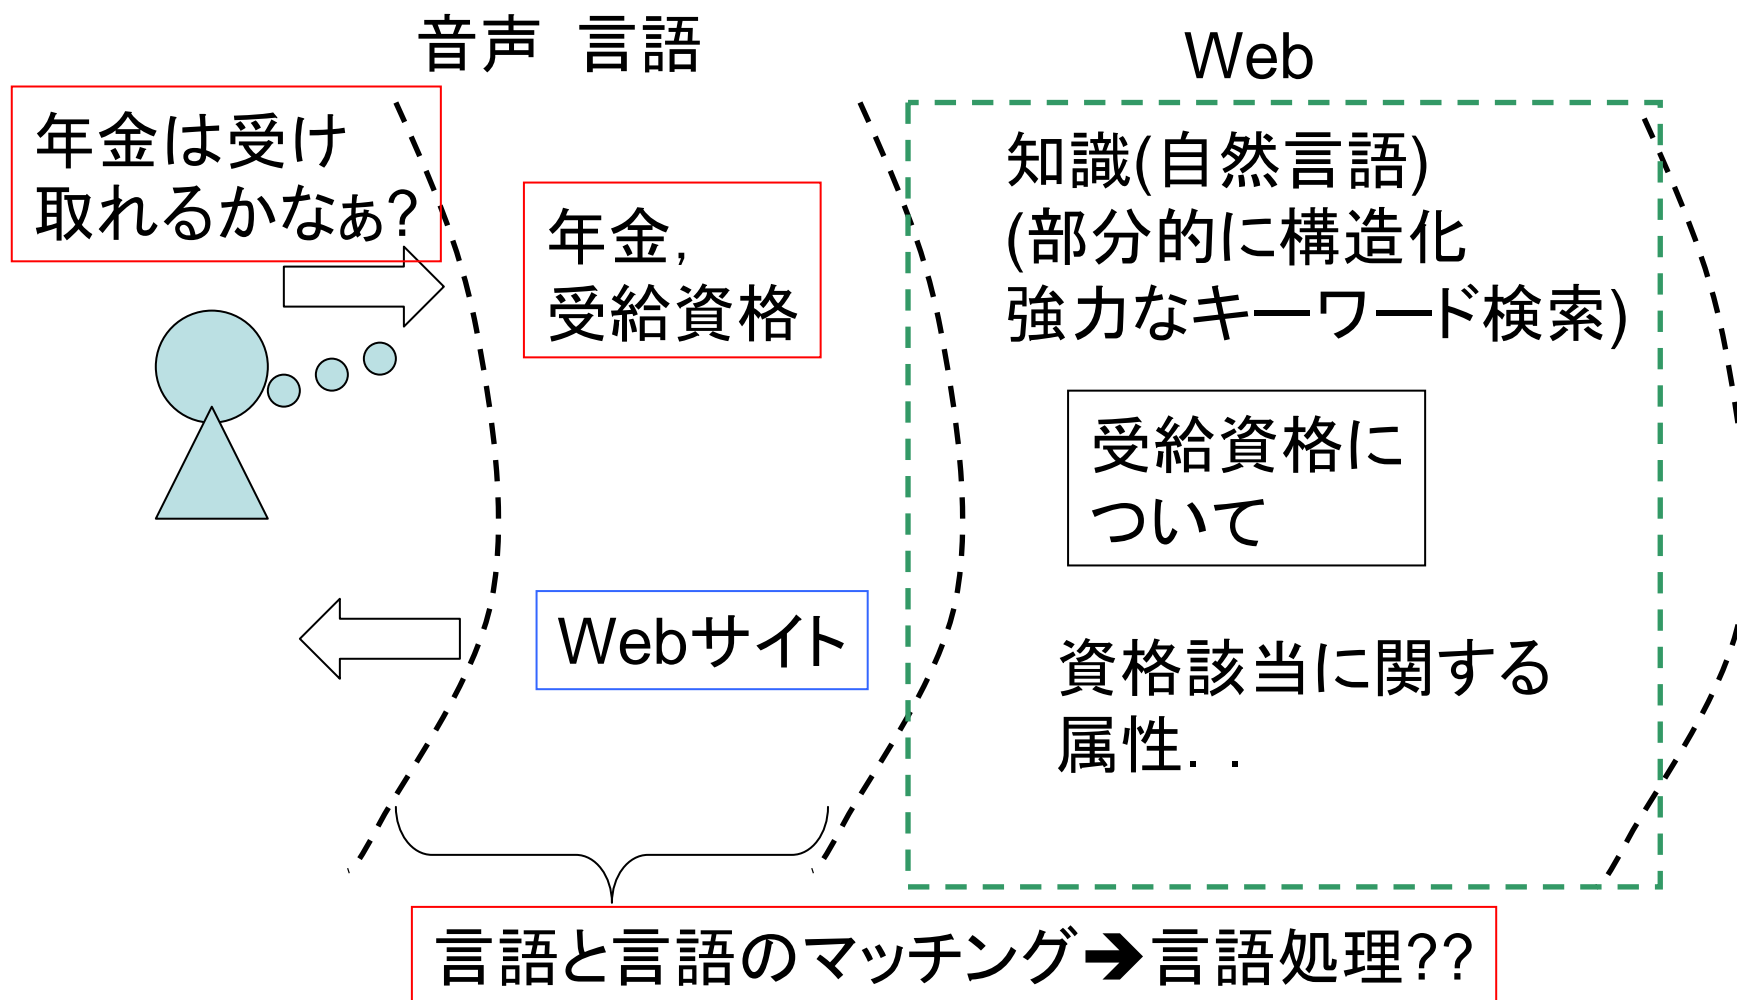 音声 言語
Web
年金は受け
取れるかなぁ?
年金,
受給資格
知識(自然言語)
(部分的に構造化
強力なキーワード検索)
受給資格に
ついて
Webサイト
資格該当に関する
属性. .
言語と言語のマッチング➔言語処理??